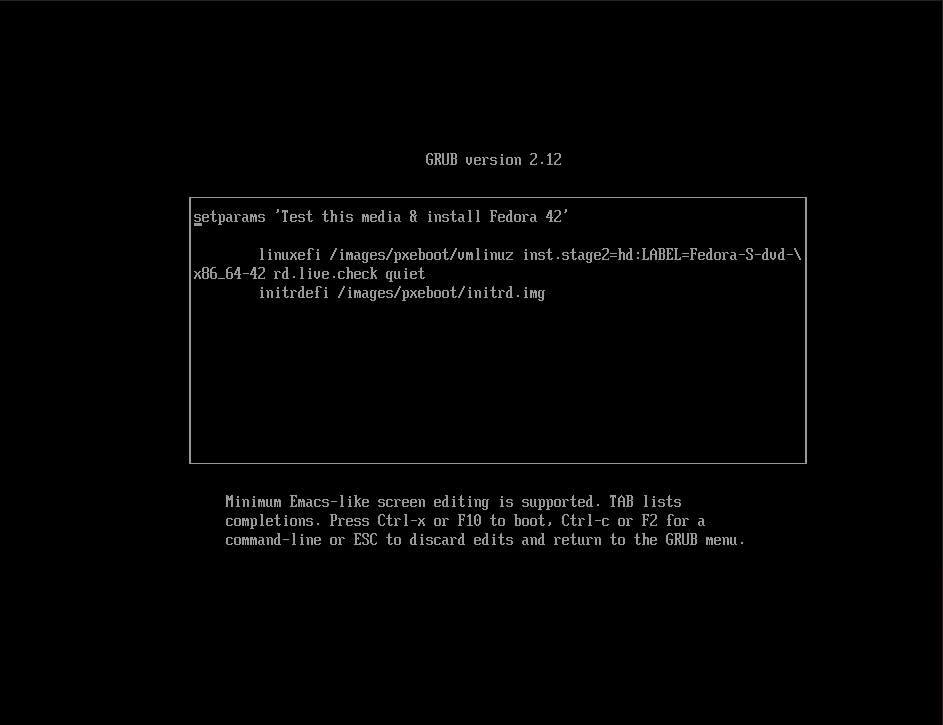 GRUB version 2.12
setparams 'Test this media & install Fedora 42'
linuxefi /images/pxeboot/vmlinuz inst.stage2=hd:LABEL=Fedora-S-dvd-\
x86_64-42 rd.live.check quiet
initrdefi /images/pxeboot/initrd.img
Minimum Emacs-like screen editing is supported. TAB lists
completions. Press Ctrl-x or F10 to boot, Ctrl-c or F2 for a
command-line or ESC to discard edits and return to the GRUB menu.